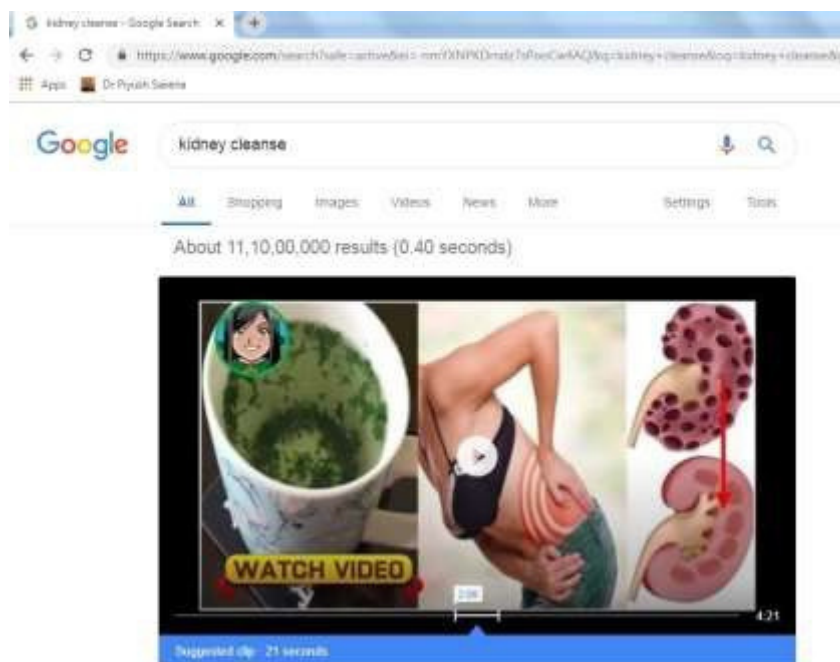 kidney cleanse - Google Search
Apps Dr Piyush Saxena
Google kidney cleanse
All Shopping Images Videos News More Settings Tools
About 11,10,00,000 results (0.40 seconds)
WATCH VIDEO
4:21
Suggested clip · 21 seconds